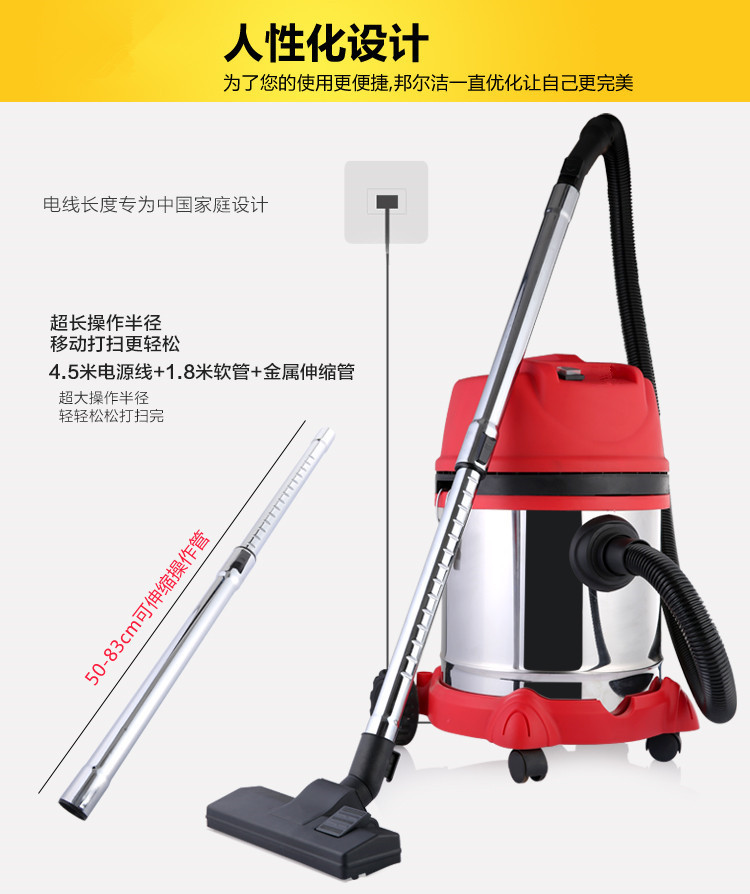 人性化设计
为了您的使用更便捷,邦尔洁一直优化让自己更完美
电线长度专为中国家庭设计
超长操作半径
移动打扫更轻松
4.5米电源线+1.8米软管+金属伸缩管
超大操作半径
轻轻松松打扫完
50-83cm可伸缩操作管